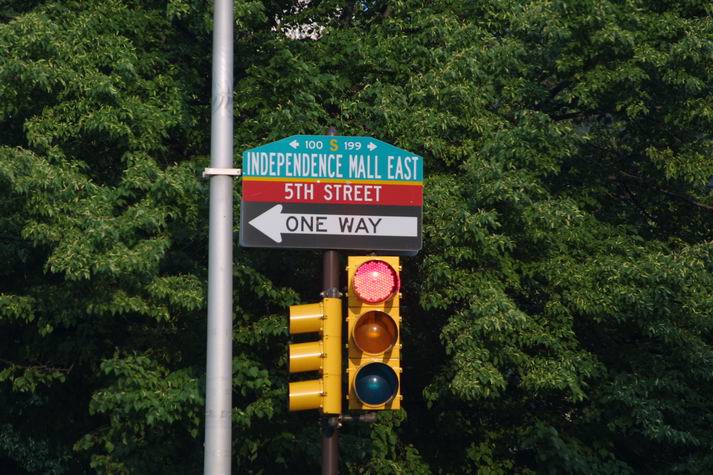 100 S 199
INDEPENDENCE MALL EAST
5TH STREET
ONE WAY